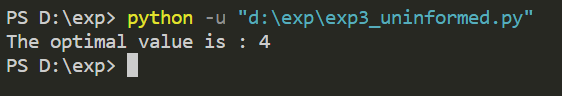 PS D:\exp> python -u "d:\exp\exp3_uninformed.py"
The optimal value is : 4
PS D:\exp>